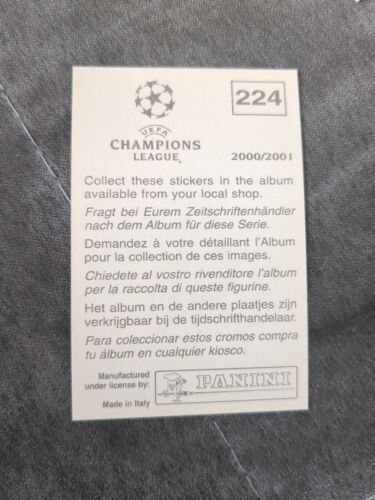 224
UEFA
CHAMPIONS
LEAGUE
2000/2001
Collect these stickers in the album
available from your local shop.
Fragt bei Eurem Zeitschriftenhändler
nach dem Album für diese Serie.
Demandez à votre détaillant l'Album
pour la collection de ces images.
Chiedete al vostro rivenditore l'album
per la raccolta di queste figurine.
Het album en de andere plaatjes zijn
verkrijgbaar bij de tijdschrifthandelaar.
Para coleccionar estos cromos compra
tu álbum en cualquier kiosco.
Manufactured
under license by:
PANINI
Made in Italy